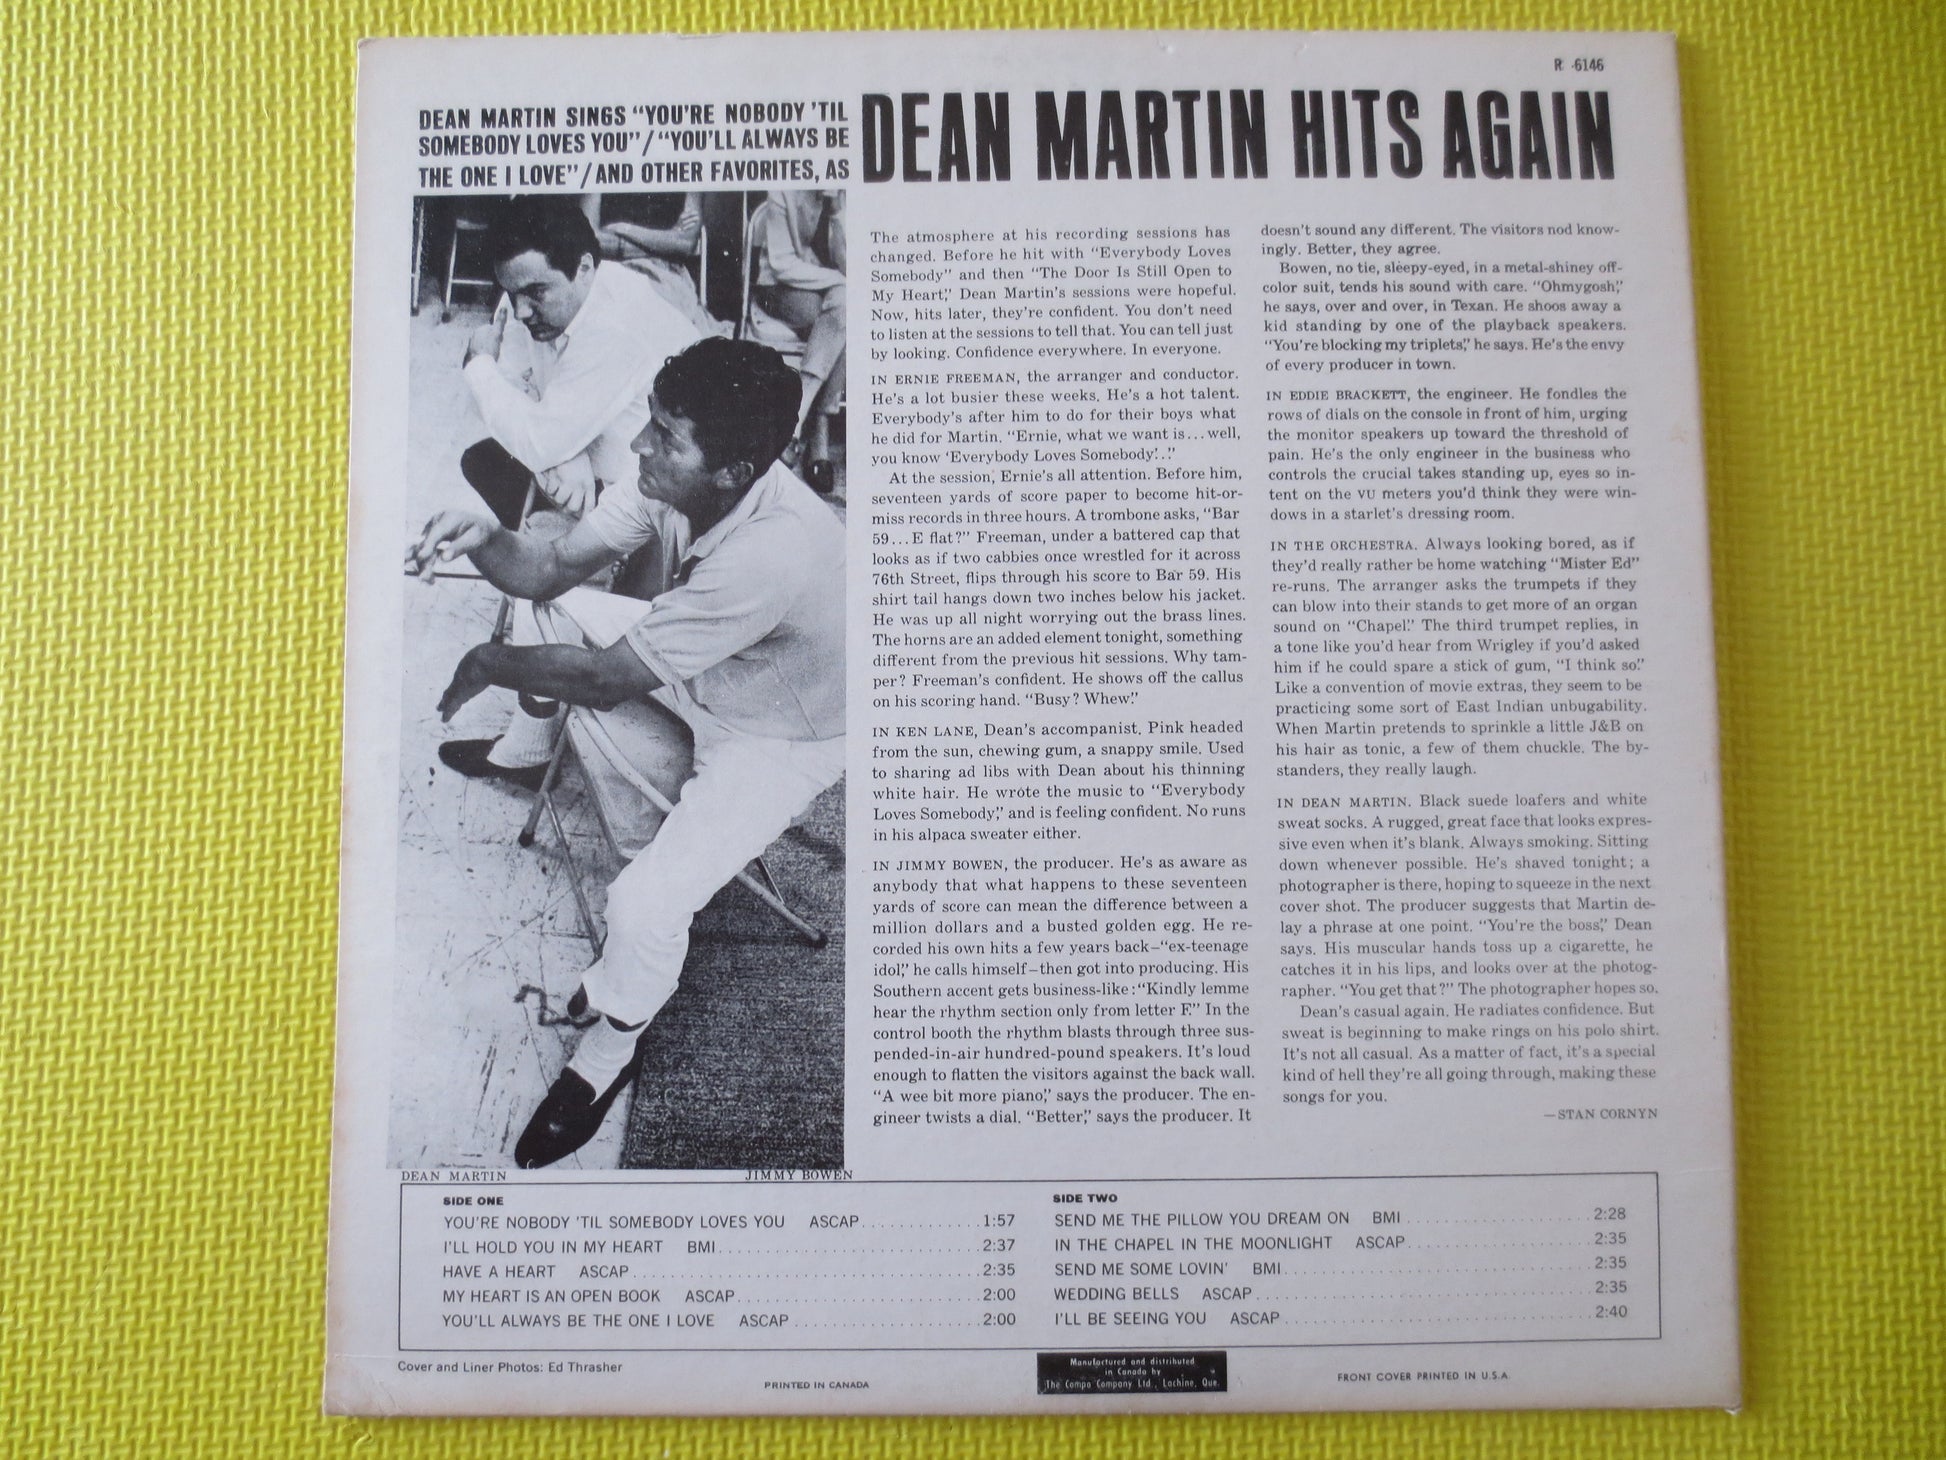 R -6146
DEAN MARTIN SINGS "YOU'RE NOBODY 'TIL
SOMEBODY LOVES YOU"/"YOU'LL ALWAYS BE
THE ONE I LOVE"/AND OTHER FAVORITES, AS
DEAN MARTIN HITS AGAIN
The atmosphere at his recording sessions has
changed. Before he hit with "Everybody Loves
Somebody" and then "The Door Is Still Open to
My Heart," Dean Martin's sessions were hopeful.
Now, hits later, they're confident. You don't need
to listen at the sessions to tell that. You can tell just
by looking. Confidence everywhere. In everyone.
IN ERNIE FREEMAN, the arranger and conductor.
He's a lot busier these weeks. He's a hot talent.
Everybody's after him to do for their boys what
he did for Martin. "Ernie, what we want is...well,
you know 'Everybody Loves Somebody'..."
At the session, Ernie's all attention. Before him,
seventeen yards of score paper to become hit-or-
miss records in three hours. A trombone asks, "Bar
59...E flat?" Freeman, under a battered cap that
looks as if two cabbies once wrestled for it across
76th Street, flips through his score to Bar 59. His
shirt tail hangs down two inches below his jacket.
He was up all night worrying out the brass lines.
The horns are an added element tonight, something
different from the previous hit sessions. Why tam-
per? Freeman's confident. He shows off the callus
on his scoring hand. "Busy? Whew."
IN KEN LANE, Dean's accompanist. Pink headed
from the sun, chewing gum, a snappy smile. Used
to sharing ad libs with Dean about his thinning
white hair. He wrote the music to "Everybody
Loves Somebody," and is feeling confident. No runs
in his alpaca sweater either.
IN JIMMY BOWEN, the producer. He's as aware as
anybody that what happens to these seventeen
yards of score can mean the difference between a
million dollars and a busted golden egg. He re-
corded his own hits a few years back–"ex-teenage
idol," he calls himself–then got into producing. His
Southern accent gets business-like: "Kindly lemme
hear the rhythm section only from letter F." In the
control booth the rhythm blasts through three sus-
pended-in-air hundred-pound speakers. It's loud
enough to flatten the visitors against the back wall.
"A wee bit more piano," says the producer. The en-
gineer twists a dial. "Better," says the producer. It
doesn't sound any different. The visitors nod know-
ingly. Better, they agree.
Bowen, no tie, sleepy-eyed, in a metal-shiney off-
color suit, tends his sound with care. "Ohmygosh,"
he says, over and over, in Texan. He shoos away a
kid standing by one of the playback speakers.
"You're blocking my triplets," he says. He's the envy
of every producer in town.
IN EDDIE BRACKETT, the engineer. He fondles the
rows of dials on the console in front of him, urging
the monitor speakers up toward the threshold of
pain. He's the only engineer in the business who
controls the crucial takes standing up, eyes so in-
tent on the VU meters you'd think they were win-
dows in a starlet's dressing room.
IN THE ORCHESTRA. Always looking bored, as if
they'd really rather be home watching "Mister Ed"
re-runs. The arranger asks the trumpets if they
can blow into their stands to get more of an organ
sound on "Chapel." The third trumpet replies, in
a tone like you'd hear from Wrigley if you'd asked
him if he could spare a stick of gum, "I think so."
Like a convention of movie extras, they seem to be
practicing some sort of East Indian unbugability.
When Martin pretends to sprinkle a little J&B on
his hair as tonic, a few of them chuckle. The by-
standers, they really laugh.
IN DEAN MARTIN. Black suede loafers and white
sweat socks. A rugged, great face that looks expres-
sive even when it's blank. Always smoking. Sitting
down whenever possible. He's shaved tonight; a
photographer is there, hoping to squeeze in the next
cover shot. The producer suggests that Martin de-
lay a phrase at one point. "You're the boss," Dean
says. His muscular hands toss up a cigarette, he
catches it in his lips, and looks over at the photog-
rapher. "You get that?" The photographer hopes so.
Dean's casual again. He radiates confidence. But
sweat is beginning to make rings on his polo shirt.
It's not all casual. As a matter of fact, it's a special
kind of hell they're all going through, making these
songs for you.
—STAN CORNYN
DEAN MARTIN JIMMY BOWEN
SIDE ONE
YOU'RE NOBODY 'TIL SOMEBODY LOVES YOU ASCAP.............1:57
I'LL HOLD YOU IN MY HEART BMI.............2:37
HAVE A HEART ASCAP.............2:35
MY HEART IS AN OPEN BOOK ASCAP.............2:00
YOU'LL ALWAYS BE THE ONE I LOVE ASCAP.............2:00
SIDE TWO
SEND ME THE PILLOW YOU DREAM ON BMI.............2:28
IN THE CHAPEL IN THE MOONLIGHT ASCAP.............2:35
SEND ME SOME LOVIN' BMI.............2:35
WEDDING BELLS ASCAP.............2:35
I'LL BE SEEING YOU ASCAP.............2:40
Cover and Liner Photos: Ed Thrasher
PRINTED IN CANADA
Manufactured and distributed
in Canada by
The Compo Company Ltd., Lachine, Que.
FRONT COVER PRINTED IN U.S.A.